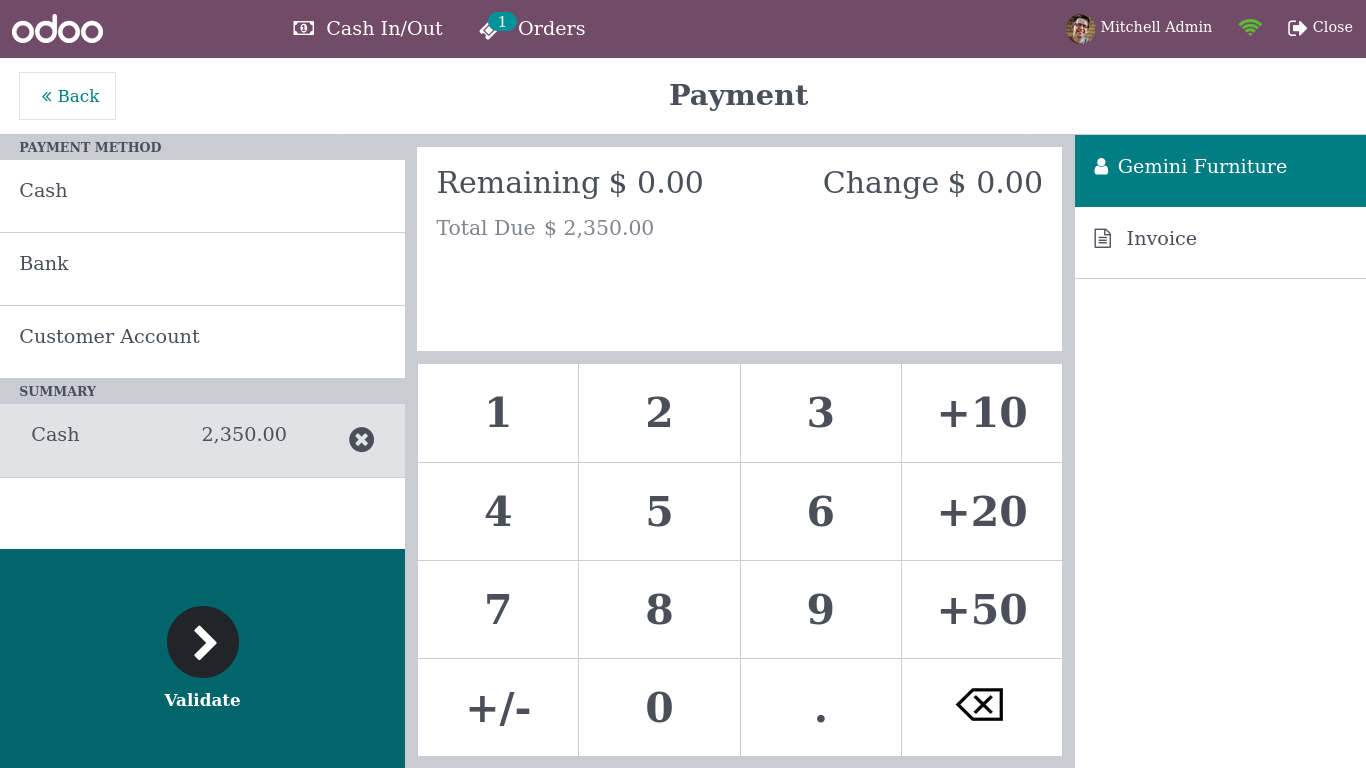 odoo
Cash In/Out
1
Orders
Mitchell Admin
Close
Back
Payment
PAYMENT METHOD
Cash
Bank
Customer Account
SUMMARY
Cash 2,350.00
Validate
Remaining $ 0.00 Change $ 0.00
Total Due $ 2,350.00
1 2 3 +10
4 5 6 +20
7 8 9 +50
+/- 0 .
Gemini Furniture
Invoice